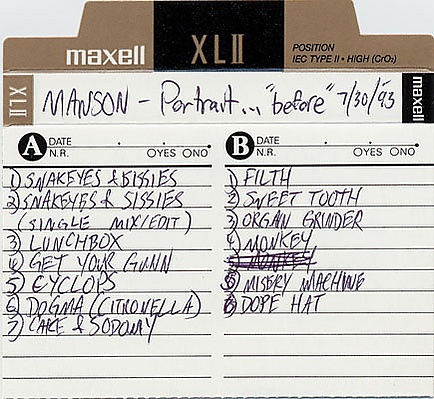 maxell XLII POSITION
IEC TYPE II • HIGH (CrO₂)
XLII MANSON - Portrait... "before" 7/30/93 maxell
A DATE
N.R. YES NO
1) SNAKEYES & SISSIES
2) SNAKEYES & SISSIES
(SINGLE MIX/EDIT)
3) LUNCHBOX
4) GET YOUR GUNN
5) CYCLOPS
6) DOGMA (CITRONELLA)
7) CAKE & SODOMY
B DATE
N.R. YES NO
1) FILTH
2) SWEET TOOTH
3) ORGAN GRINDER
4) MONKEY
5) MONKEY
5) MISERY MACHINE
6) DOPE HAT